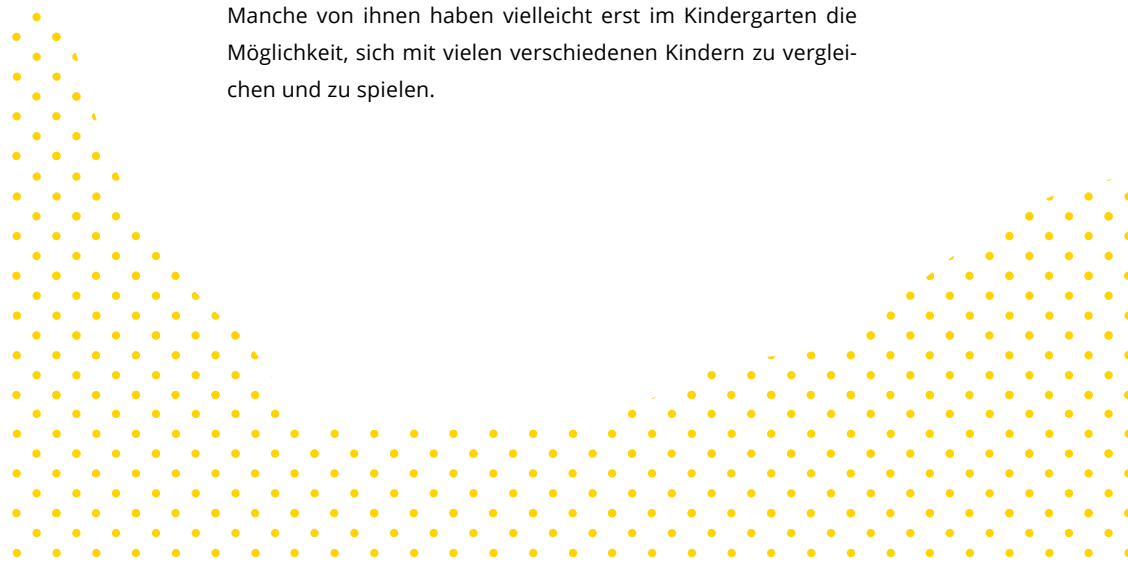 Manche von ihnen haben vielleicht erst im Kindergarten die
Möglichkeit, sich mit vielen verschiedenen Kindern zu verglei-
chen und zu spielen.